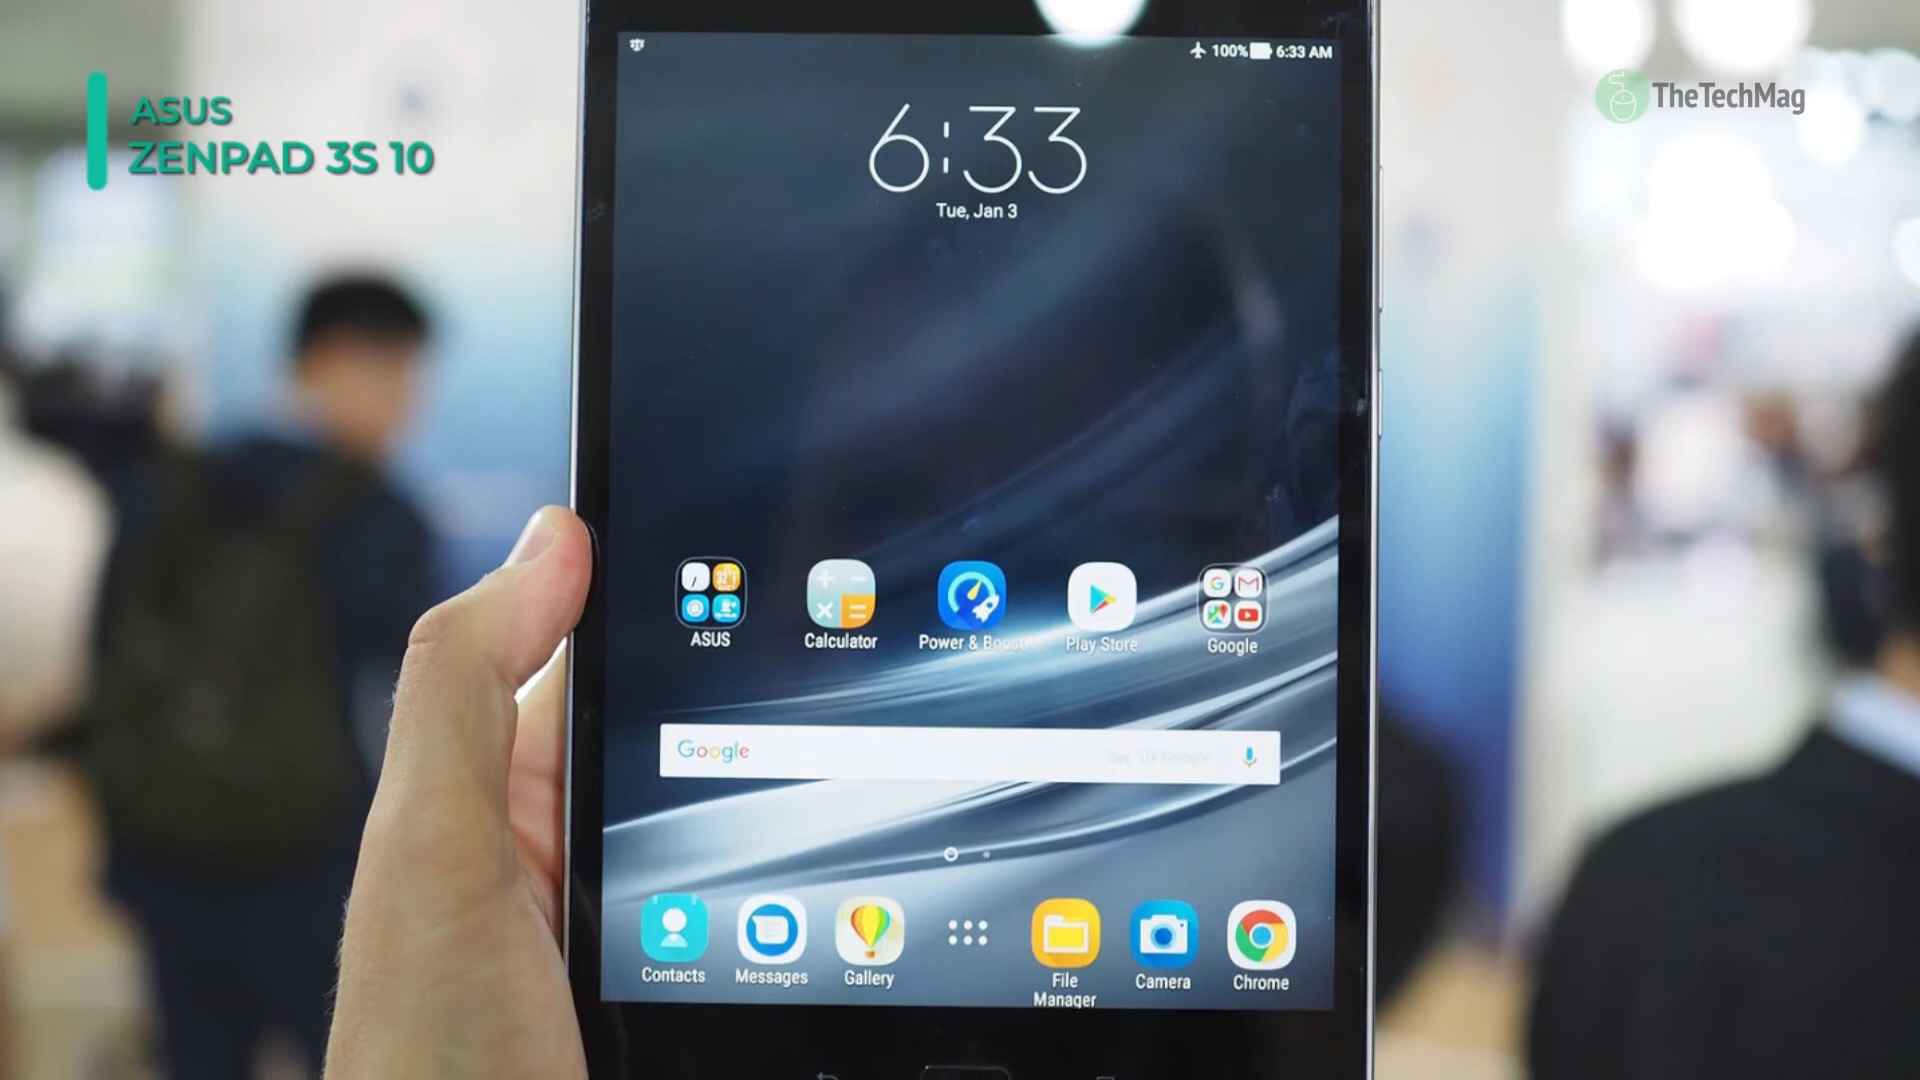 ASUS
ZENPAD 3S 10
TheTechMag
100% 6:33 AM
6:33
Tue, Jan 3
ASUS
Calculator
Power & Boost
Play Store
Google
Google
Contacts
Messages
Gallery
File
Manager
Camera
Chrome